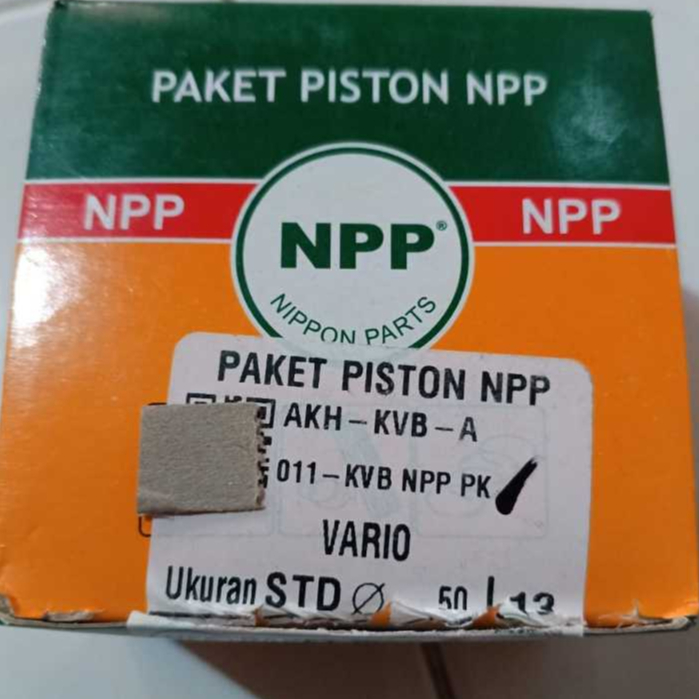 PAKET PISTON NPP
NPP
NPP®
NPP
NIPPON PARTS
PAKET PISTON NPP
AKH-KVB-A
011-KVB NPP PK
VARIO
Ukuran STD Ø 50 13